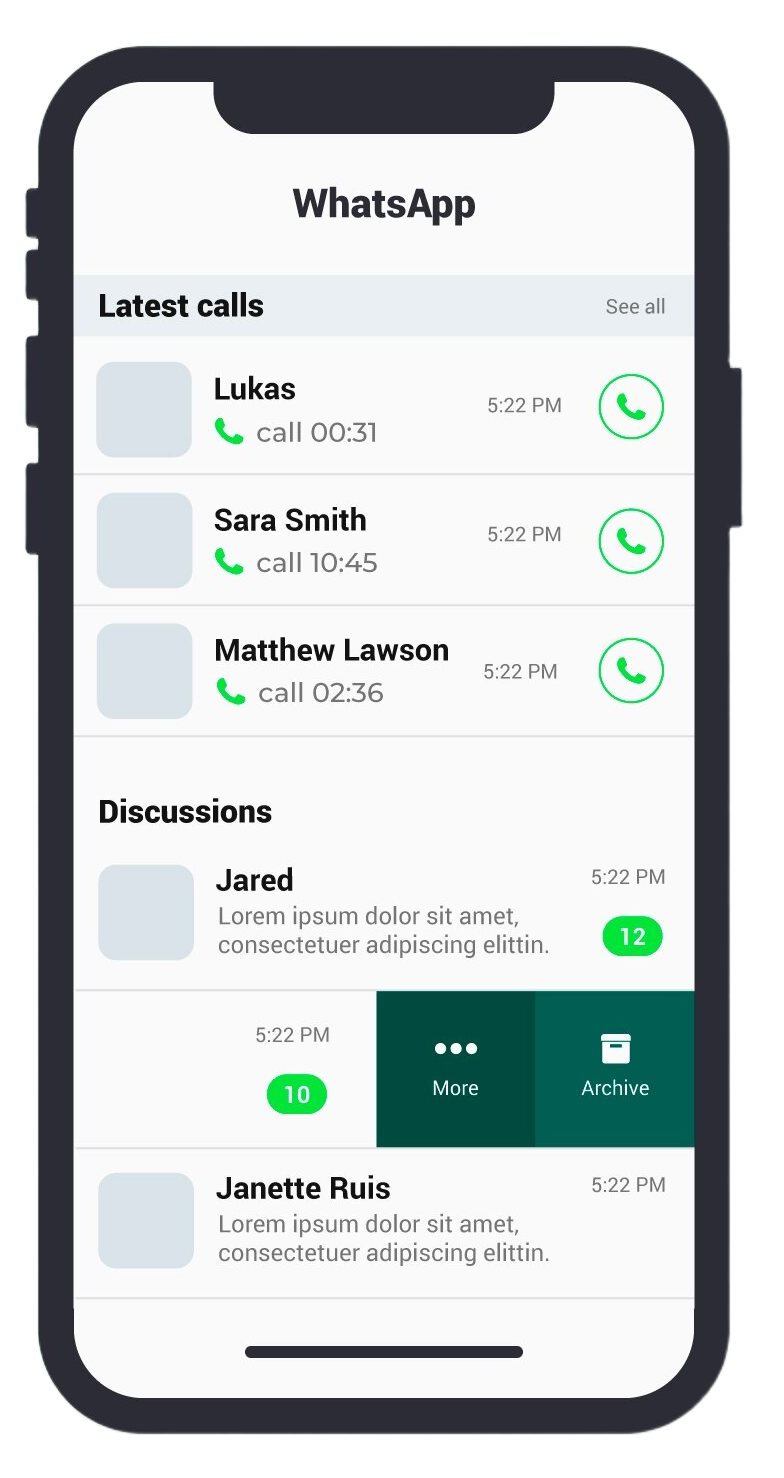 WhatsApp
Latest calls See all
Lukas
5:22 PM
call 00:31
Sara Smith
5:22 PM
call 10:45
Matthew Lawson
5:22 PM
call 02:36
Discussions
Jared 5:22 PM
Lorem ipsum dolor sit amet,
consectetuer adipiscing elittin.
12
5:22 PM
10
More
Archive
Janette Ruis 5:22 PM
Lorem ipsum dolor sit amet,
consectetuer adipiscing elittin.